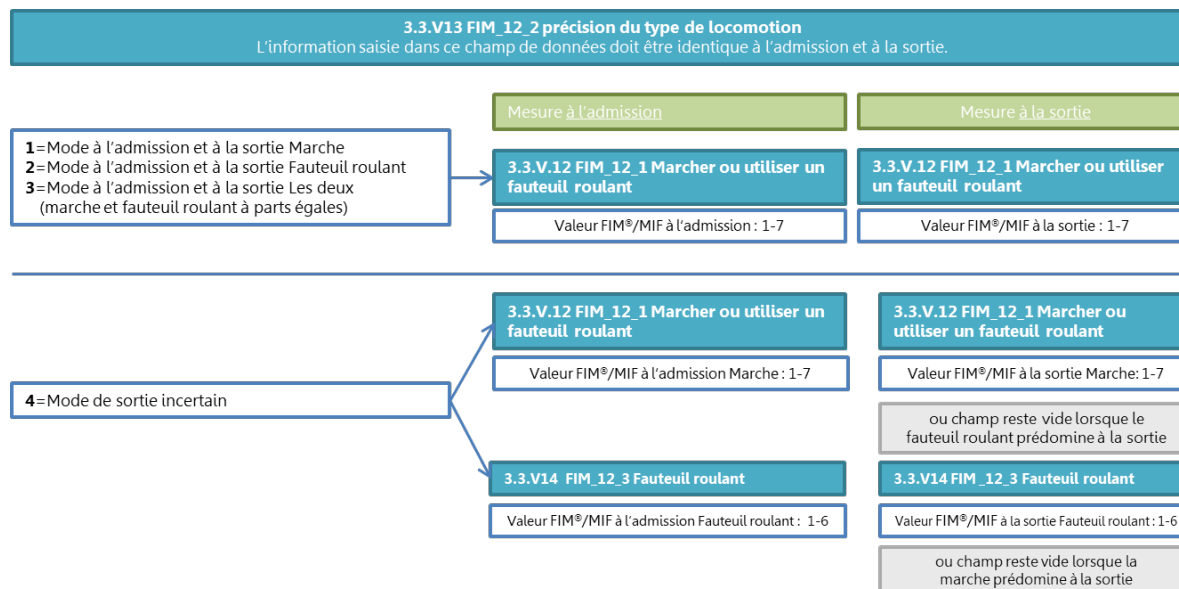 3.3.V13 FIM_12_2 précision du type de locomotion
L'information saisie dans ce champ de données doit être identique à l'admission et à la sortie.
Mesure à l'admission
Mesure à la sortie
1=Mode à l'admission et à la sortie Marche
2=Mode à l'admission et à la sortie Fauteuil roulant
3=Mode à l'admission et à la sortie Les deux
(marche et fauteuil roulant à parts égales)
3.3.V.12 FIM_12_1 Marcher ou utiliser un
fauteuil roulant
3.3.V.12 FIM_12_1 Marcher ou utiliser
un fauteuil roulant
Valeur FIM®/MIF à l'admission : 1-7
Valeur FIM®/MIF à la sortie : 1-7
3.3.V.12 FIM_12_1 Marcher ou utiliser un
fauteuil roulant
3.3.V.12 FIM_12_1 Marcher ou
utiliser un fauteuil roulant
Valeur FIM®/MIF à l'admission Marche : 1-7
Valeur FIM®/MIF à la sortie Marche: 1-7
4=Mode de sortie incertain
ou champ reste vide lorsque le
fauteuil roulant prédomine à la sortie
3.3.V14 FIM_12_3 Fauteuil roulant
3.3.V14 FIM _12_3 Fauteuil roulant
Valeur FIM®/MIF à l'admission Fauteuil roulant : 1-6
Valeur FIM®/MIF à la sortie Fauteuil roulant : 1-6
ou champ reste vide lorsque la
marche prédomine à la sortie